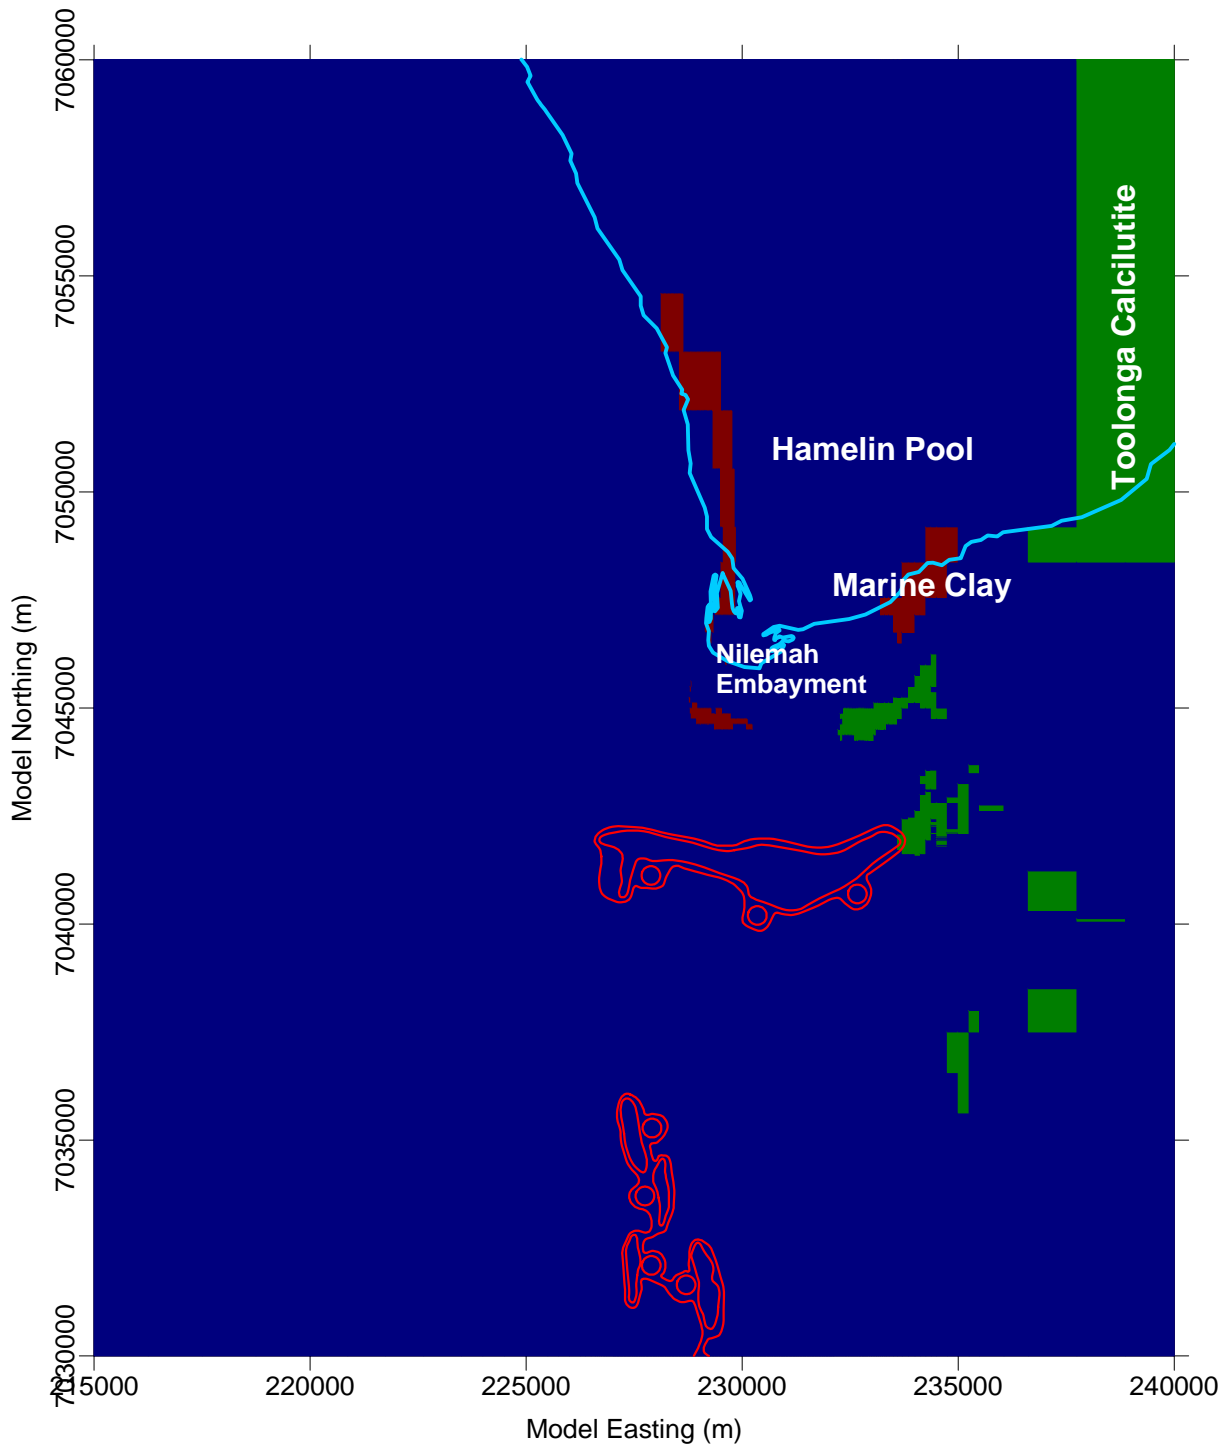 7060000
7055000
7050000
7045000
7040000
7035000
7030000
Model Northing (m)
Toolonga Calcilutite
Hamelin Pool
Marine Clay
Nilemah
Embayment
215000
220000
225000
230000
235000
240000
Model Easting (m)